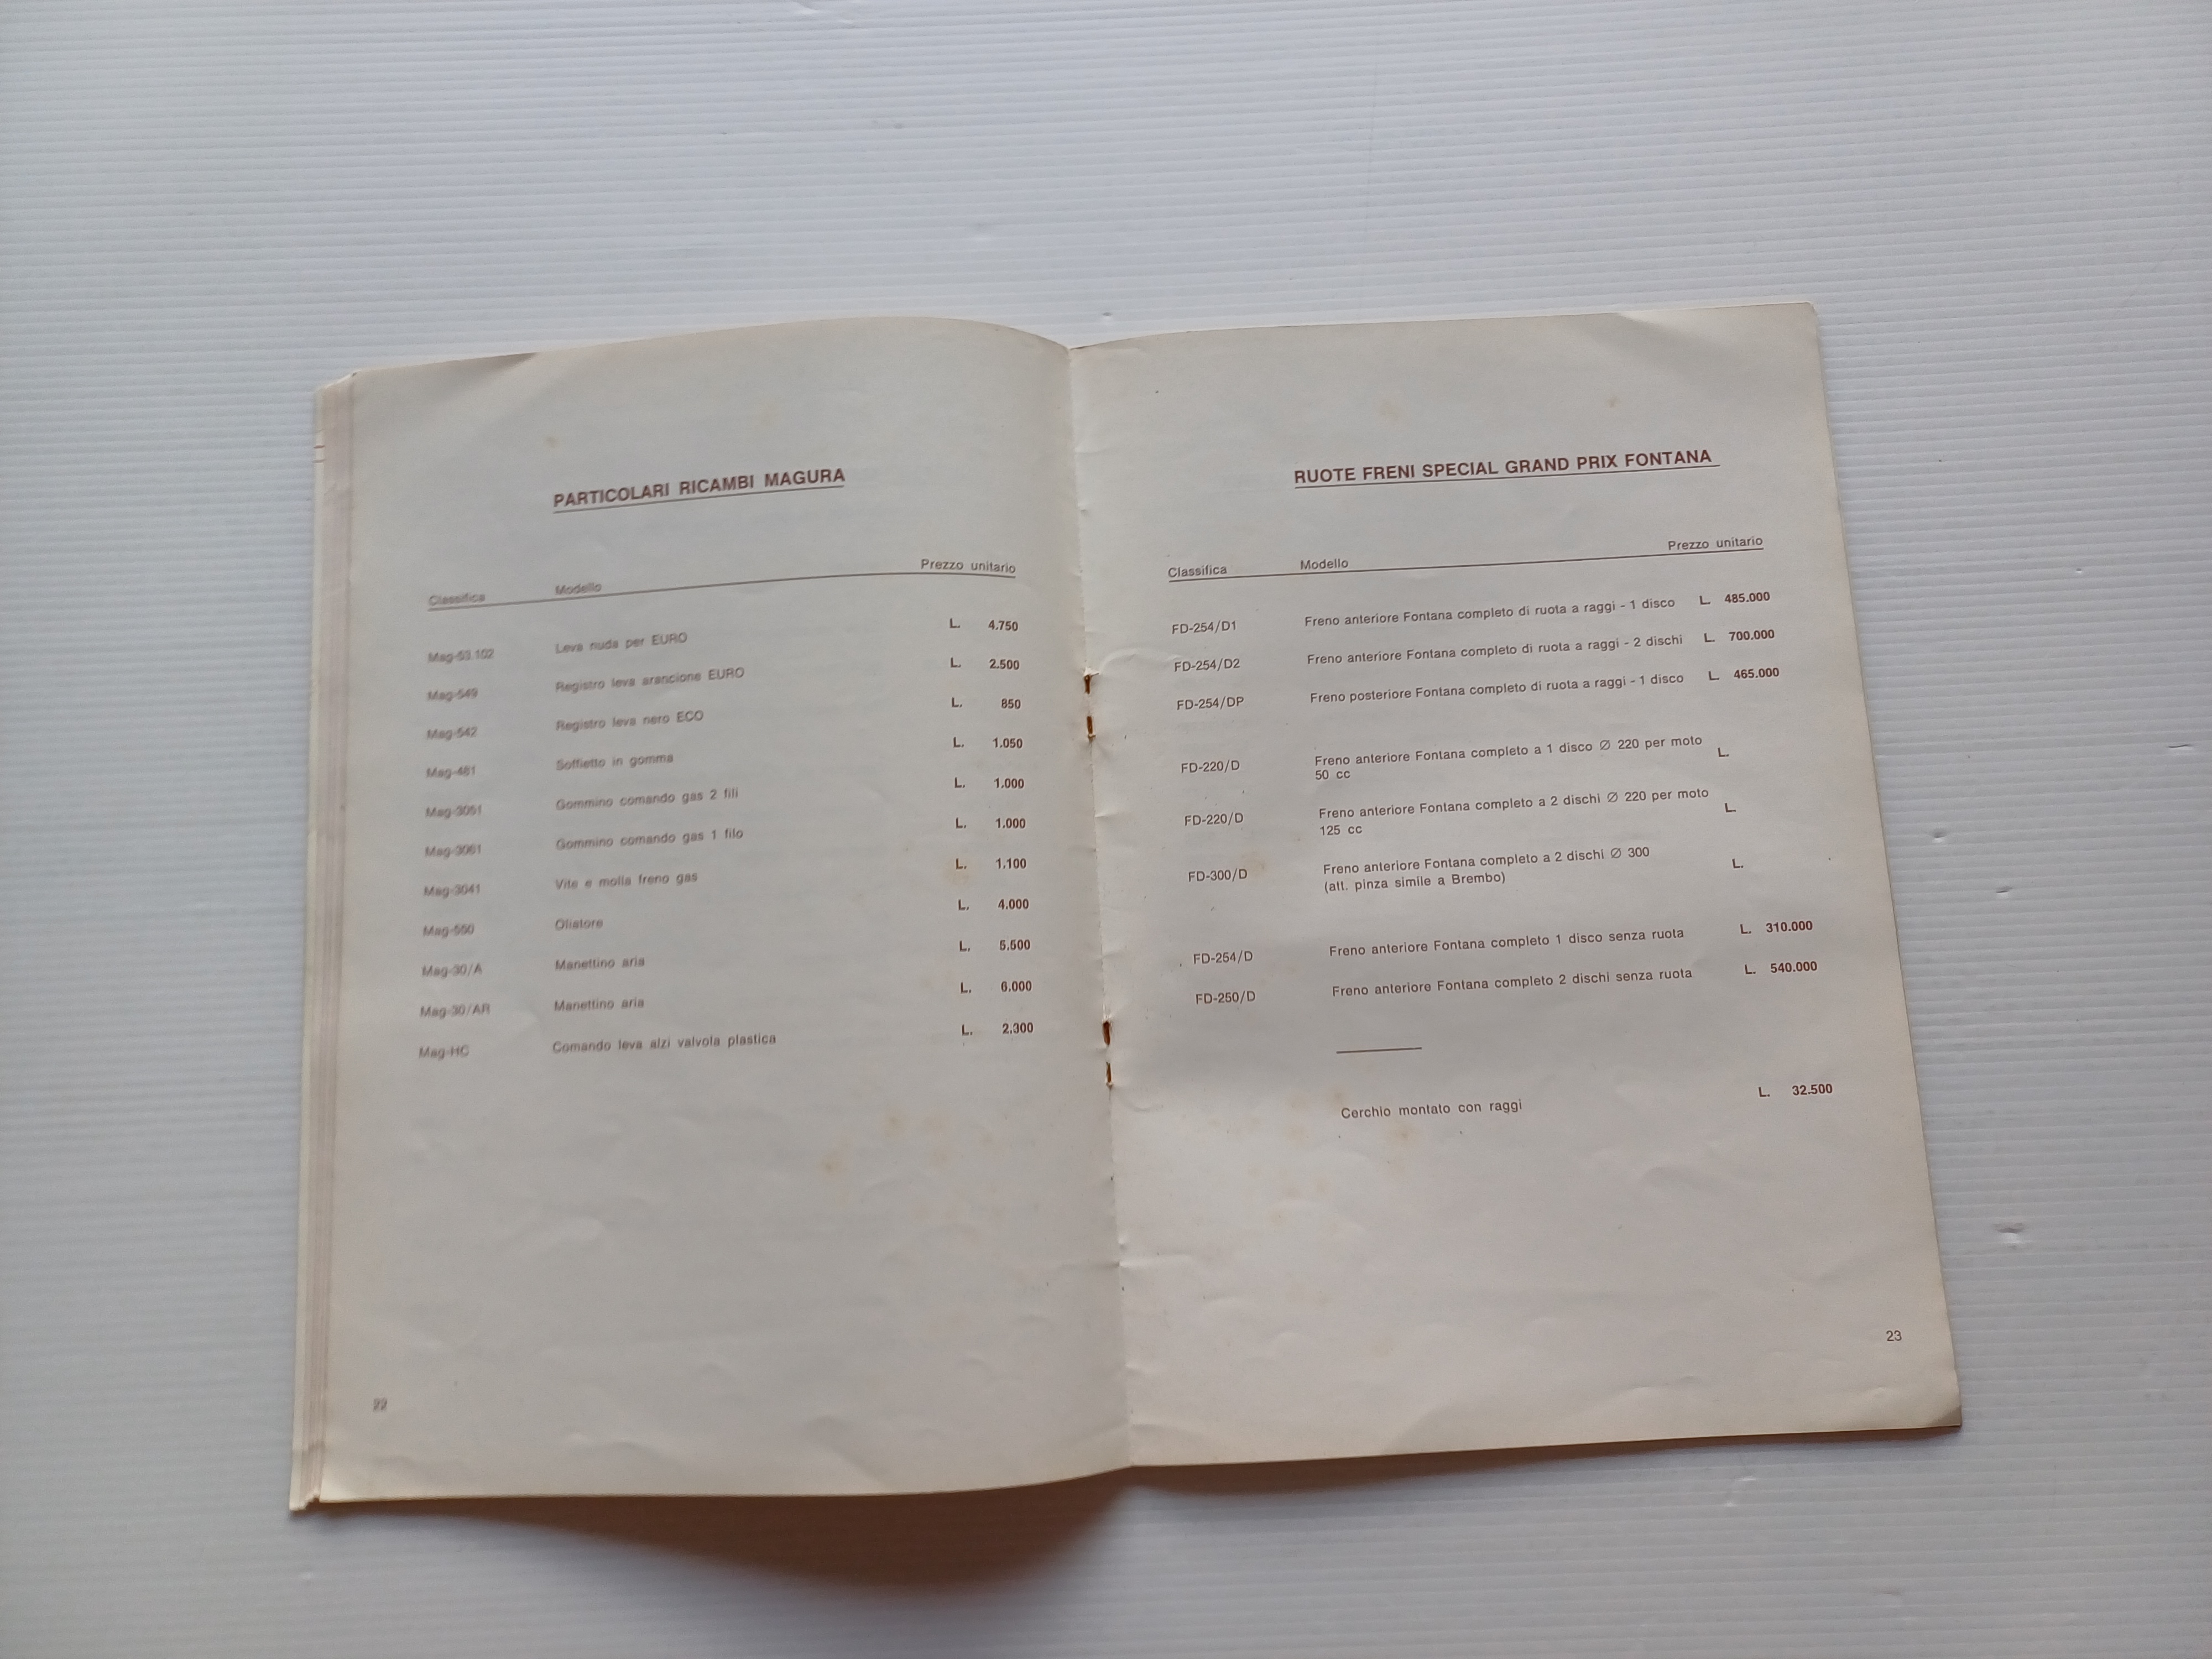 PARTICOLARI RICAMBI MAGURA
Classifica Modello Prezzo unitario
Mag-53.102 Leva nuda per EURO L. 4.750
Mag-549 Registro leva arancione EURO L. 2.500
Mag-542 Registro leva nero ECO L. 850
Mag-461 Soffietto in gomma L. 1.050
Mag-3051 Gommino comando gas 2 fili L. 1.000
Mag-3061 Gommino comando gas 1 filo L. 1.000
Mag-3041 Vite e molla freno gas L. 1.100
Mag-550 Oliatore L. 4.000
Mag-30/A Manettino aria L. 5.500
Mag-30/AR Manettino aria L. 6.000
Mag-HC Comando leva alzi valvola plastica L. 2.300
22
RUOTE FRENI SPECIAL GRAND PRIX FONTANA
Classifica Modello Prezzo unitario
FD-254/D1 Freno anteriore Fontana completo di ruota a raggi - 1 disco L. 485.000
FD-254/D2 Freno anteriore Fontana completo di ruota a raggi - 2 dischi L. 700.000
FD-254/DP Freno posteriore Fontana completo di ruota a raggi - 1 disco L. 465.000
FD-220/D Freno anteriore Fontana completo a 1 disco ∅ 220 per moto L.
50 cc
FD-220/D Freno anteriore Fontana completo a 2 dischi ∅ 220 per moto L.
125 cc
FD-300/D Freno anteriore Fontana completo a 2 dischi ∅ 300 L.
(att. pinza simile a Brembo)
FD-254/D Freno anteriore Fontana completo 1 disco senza ruota L. 310.000
FD-250/D Freno anteriore Fontana completo 2 dischi senza ruota L. 540.000
Cerchio montato con raggi L. 32.500
23